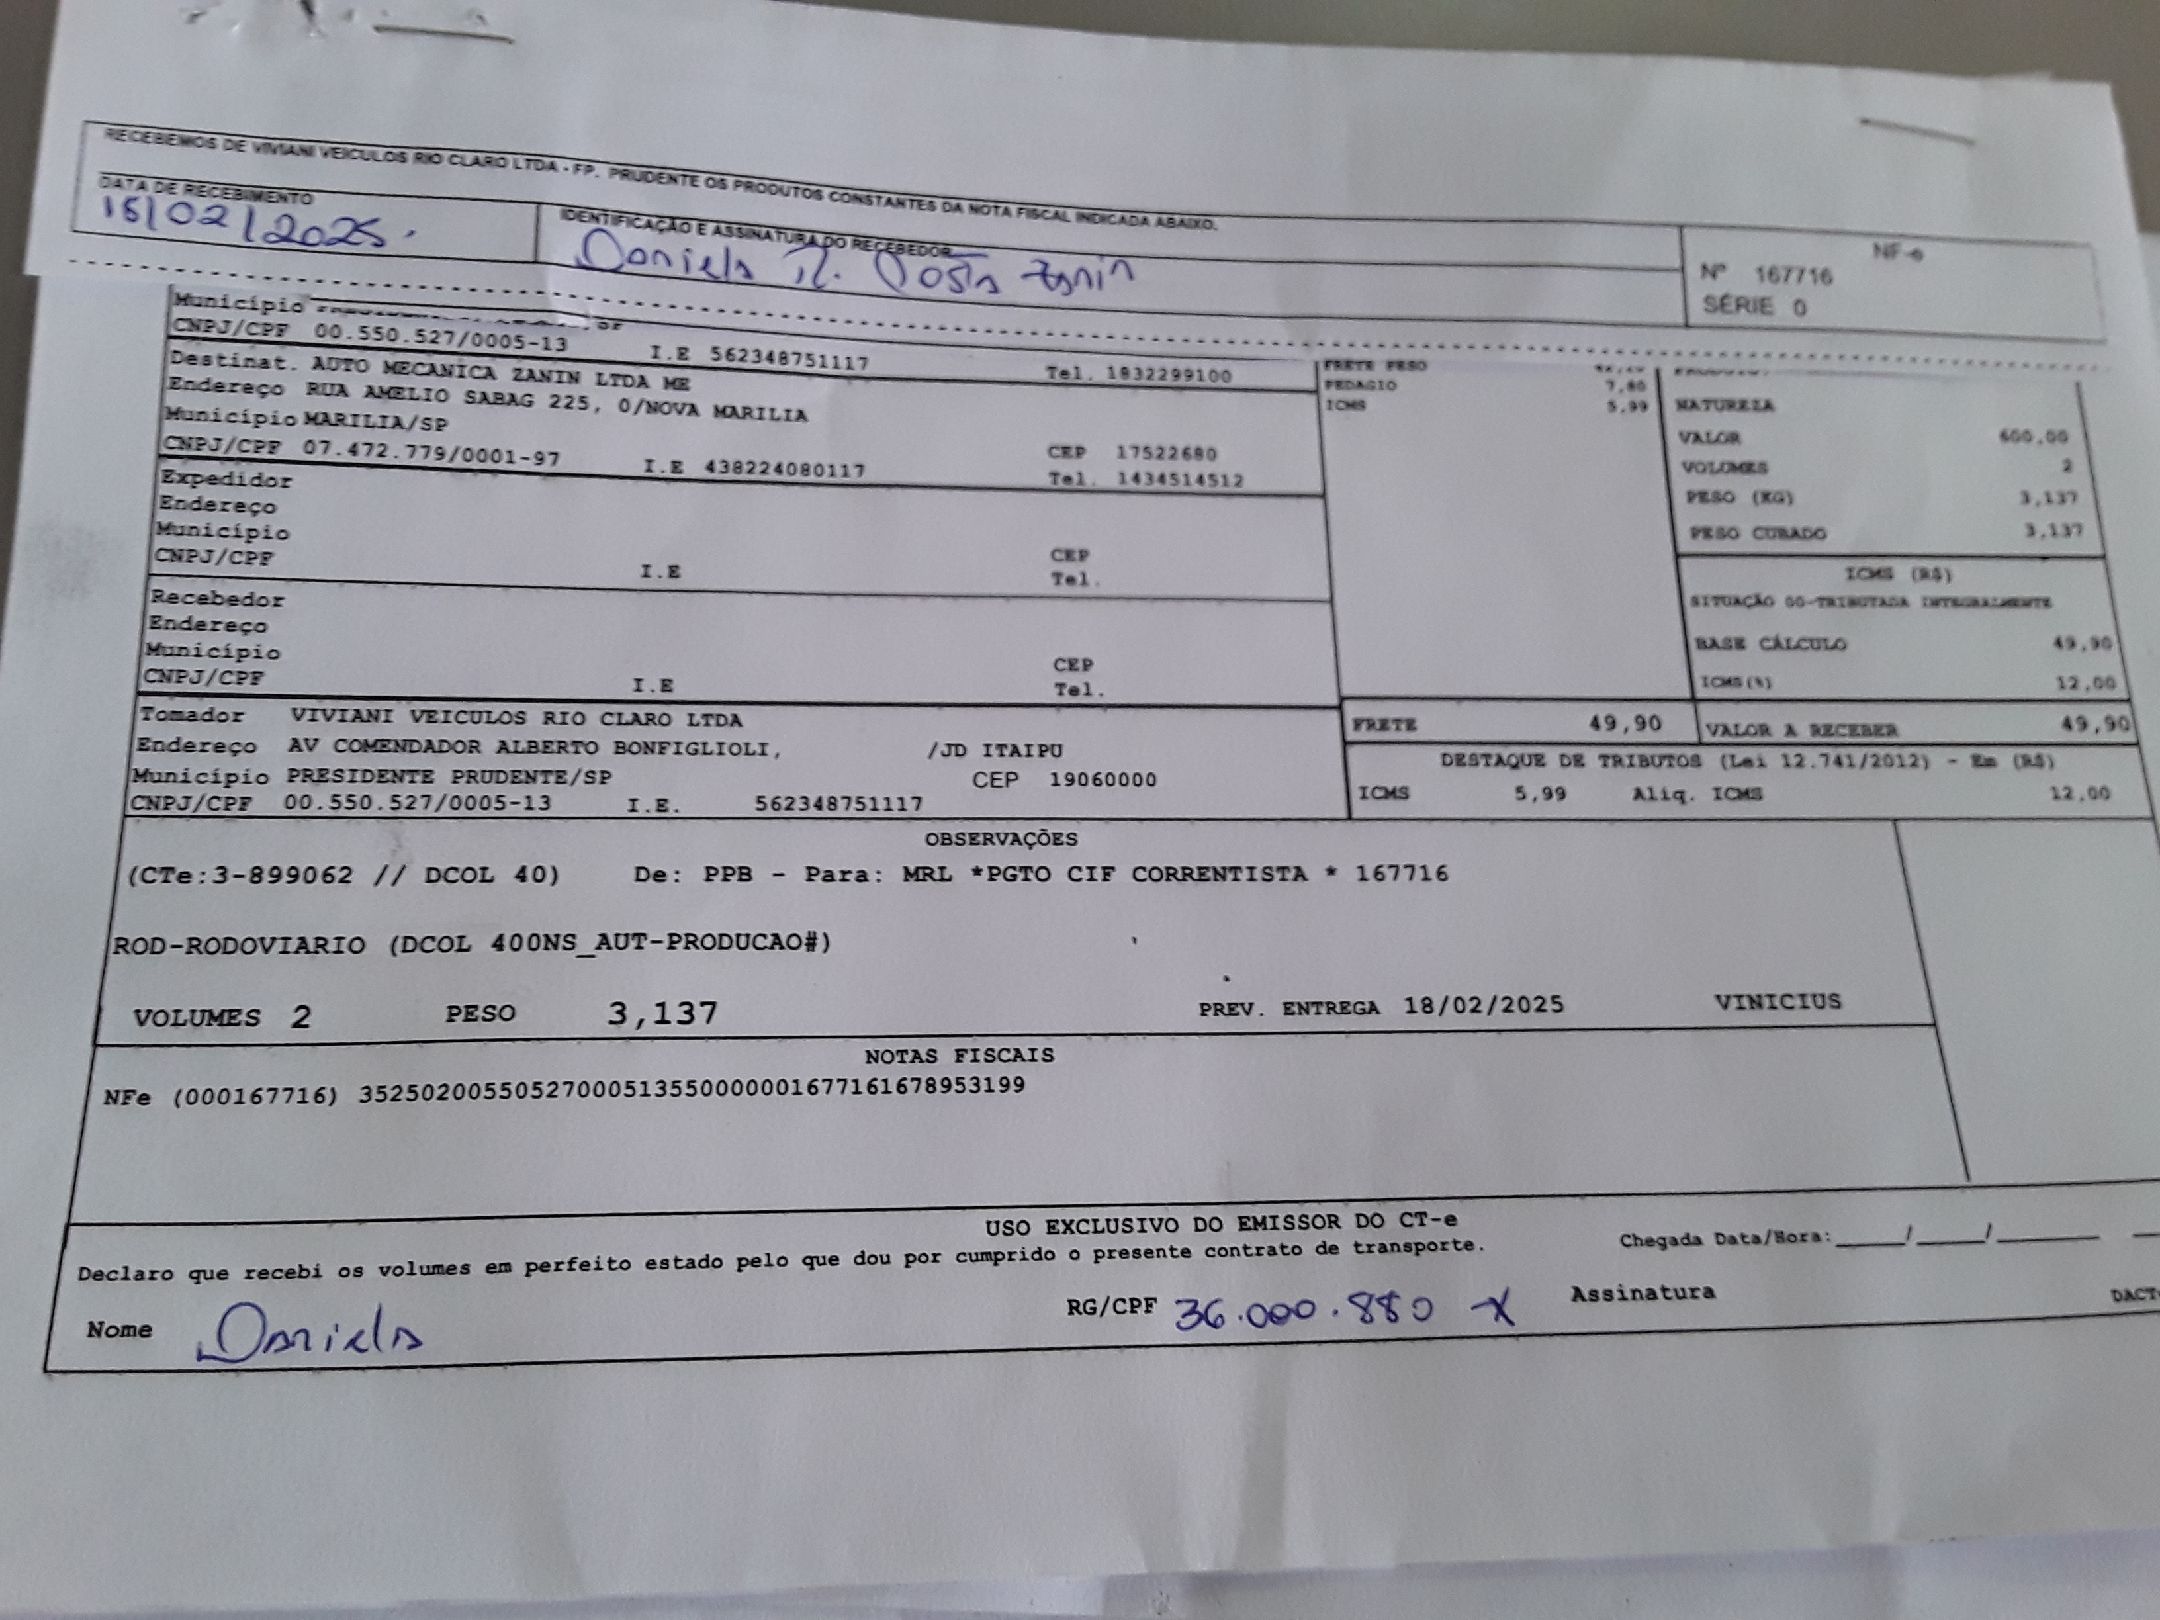 RECEBEMOS DE VIVIANI VEICULOS RIO CLARO LTDA - FP. PRUDENTE OS PRODUTOS CONSTANTES DA NOTA FISCAL INDICADA ABAIXO.
DATA DE RECEBIMENTO
/02/2025.
IDENTIFICAÇÃO E ASSINATURA DO RECEBEDOR
Daniela Zanin
NF-e
Nº 167716
SÉRIE 0
Município
CNPJ/CPF 00.550.527/0005-13 I.E 562348751117 Tel. 1832299100
Destinat. AUTO MECANICA ZANIN LTDA ME
Endereço RUA AMELIO SABAG 225, 0/NOVA MARILIA
Município MARILIA/SP CEP 17522680
CNPJ/CPF 07.472.779/0001-97 I.E 438224080117 Tel. 1434514512
Expedidor
Endereço
Município CEP
CNPJ/CPF I.E Tel.
Recebedor
Endereço
Município CEP
CNPJ/CPF I.E Tel.
Tomador VIVIANI VEICULOS RIO CLARO LTDA
Endereço AV COMENDADOR ALBERTO BONFIGLIOLI, /JD ITAIPU
Município PRESIDENTE PRUDENTE/SP CEP 19060000
CNPJ/CPF 00.550.527/0005-13 I.E. 562348751117
FRETE PESO
PEDAGIO 7,80
ICMS 5,99
FRETE 49,90
NATUREZA
VALOR 600,00
VOLUMES 2
PESO (KG) 3,137
PESO CUBADO 3,137
ICMS (R$)
SITUAÇÃO 00-TRIBUTADA INTEGRALMENTE
BASE CÁLCULO 49,90
ICMS(%) 12,00
VALOR A RECEBER 49,90
DESTAQUE DE TRIBUTOS (Lei 12.741/2012) - Em (R$)
ICMS 5,99 Aliq. ICMS 12,00
OBSERVAÇÕES
(CTe:3-899062 // DCOL 40) De: PPB - Para: MRL *PGTO CIF CORRENTISTA * 167716
ROD-RODOVIARIO (DCOL 400NS_AUT-PRODUCAO#)
VOLUMES 2 PESO 3,137 PREV. ENTREGA 18/02/2025 VINICIUS
NOTAS FISCAIS
NFe (000167716) 35250200550527000513550000001677161678953199
USO EXCLUSIVO DO EMISSOR DO CT-e
Declaro que recebi os volumes em perfeito estado pelo que dou por cumprido o presente contrato de transporte.
Chegada Data/Hora:____/____/______
Nome Daniela RG/CPF 36.000.880 -X Assinatura
DACT